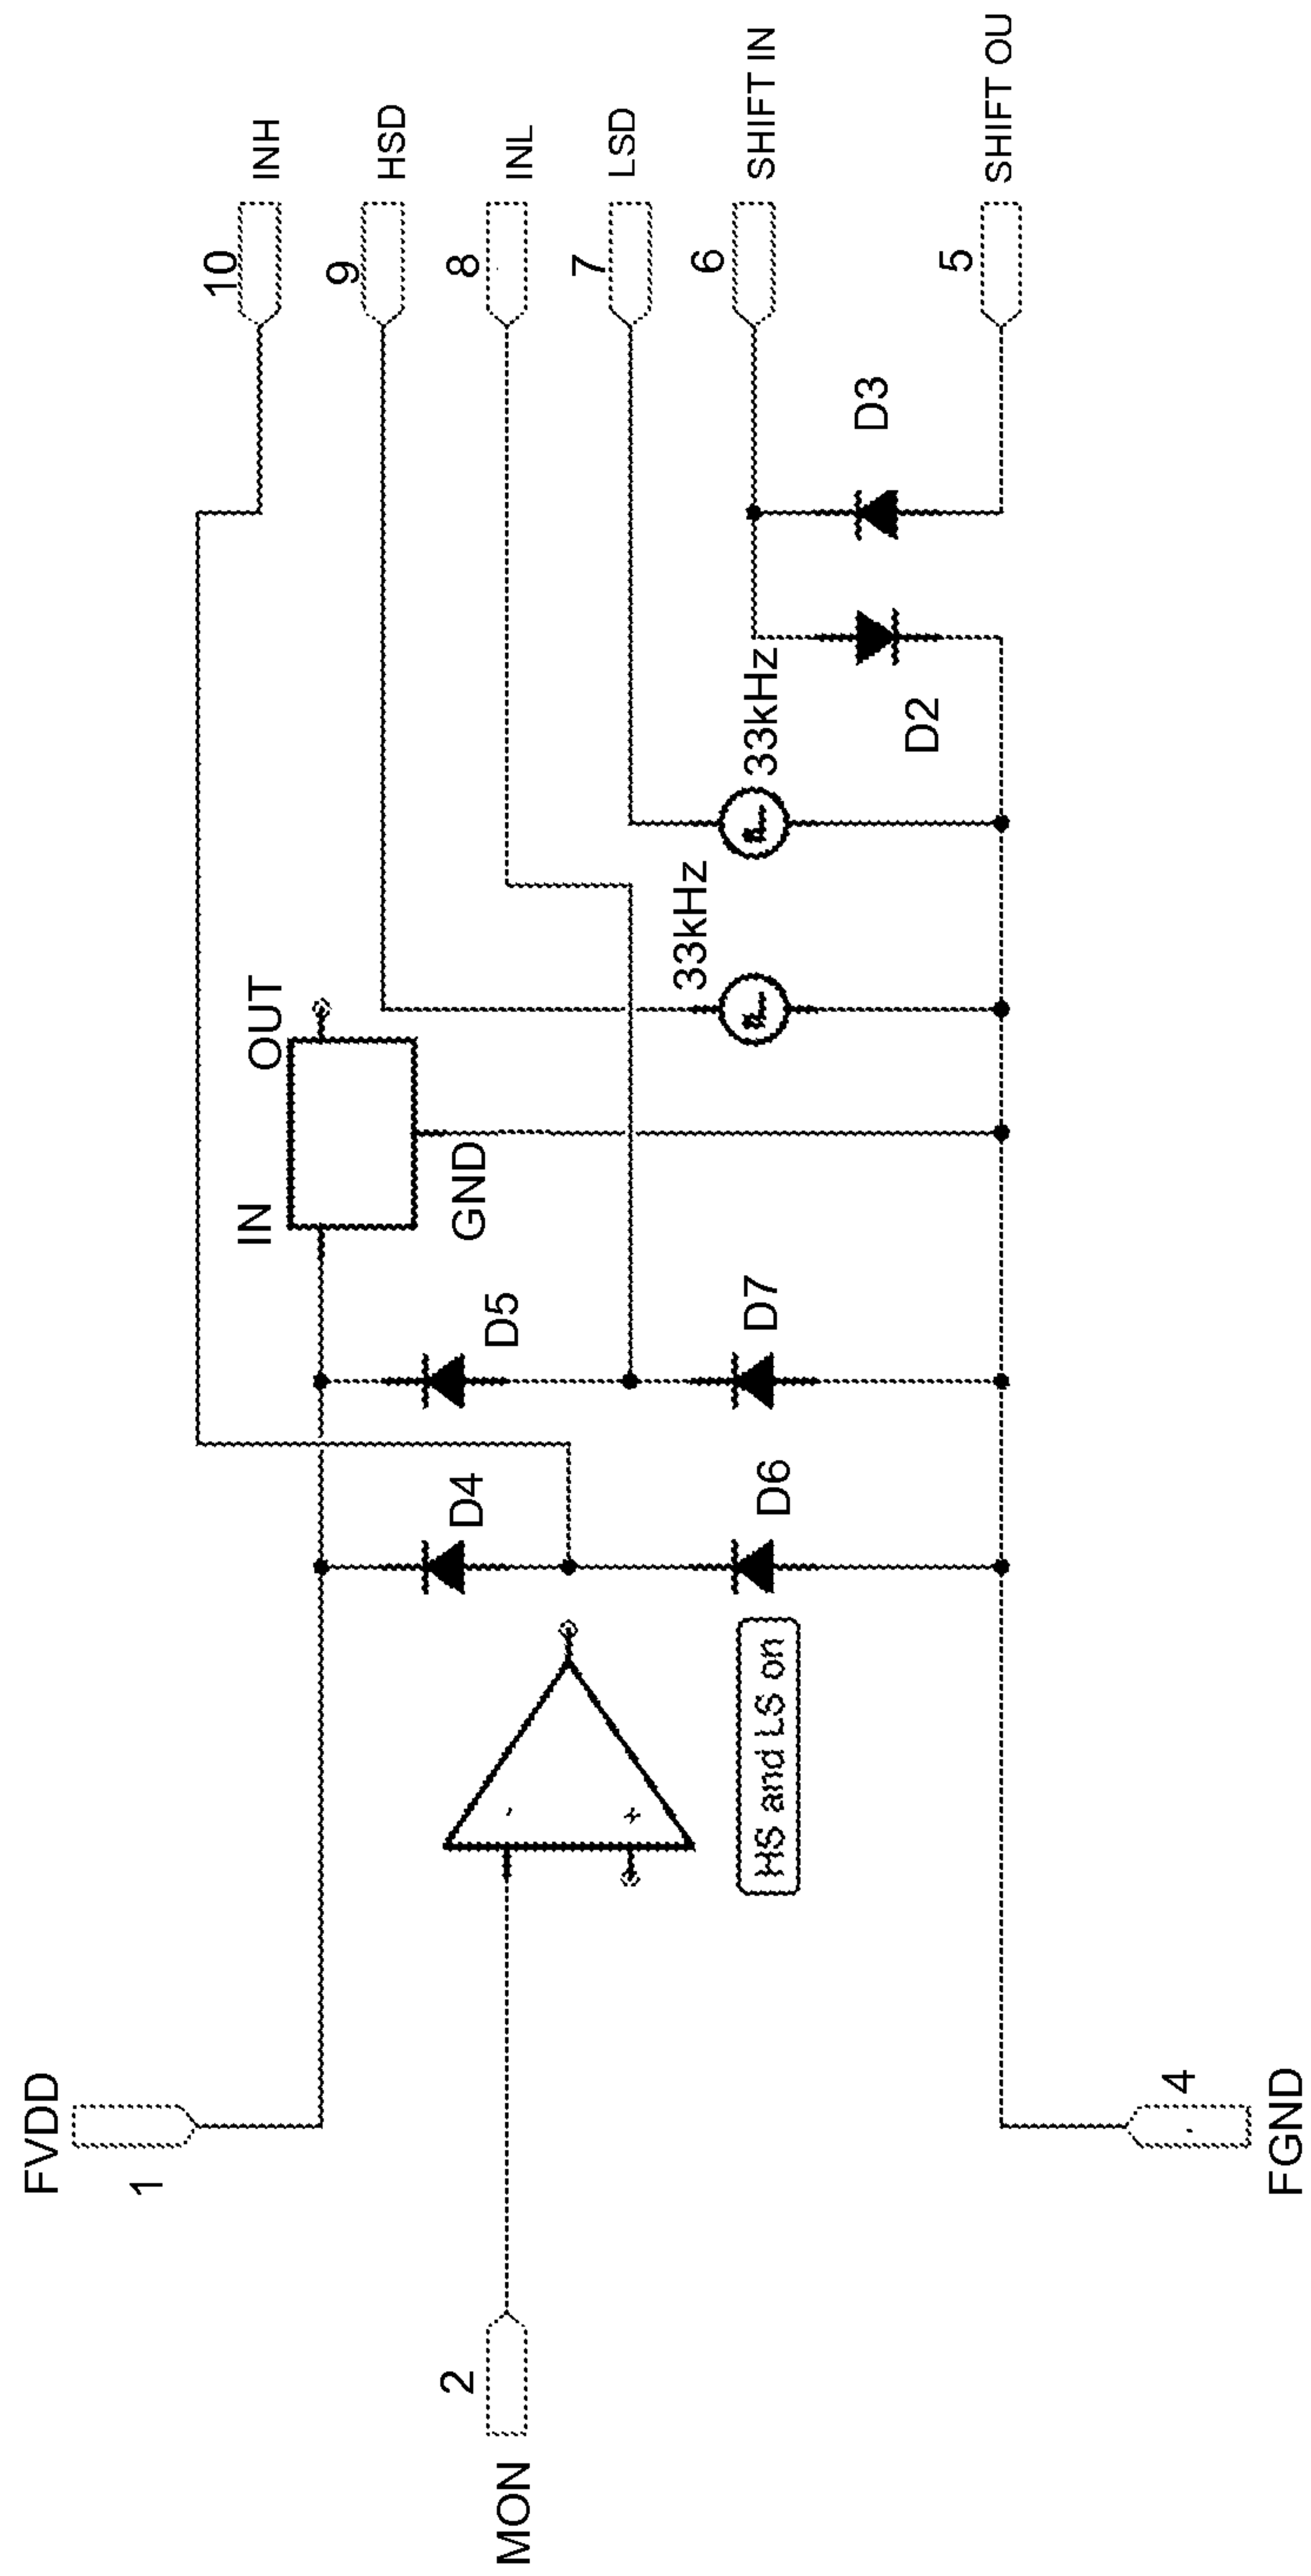 FVDD
1
MON
2
FGND
4
HS and LS on
-
+
D4
D6
D5
D7
IN
OUT
GND
33kHz
33kHz
D2
D3
10
INH
9
HSD
8
INL
7
LSD
6
SHIFT IN
5
SHIFT OU